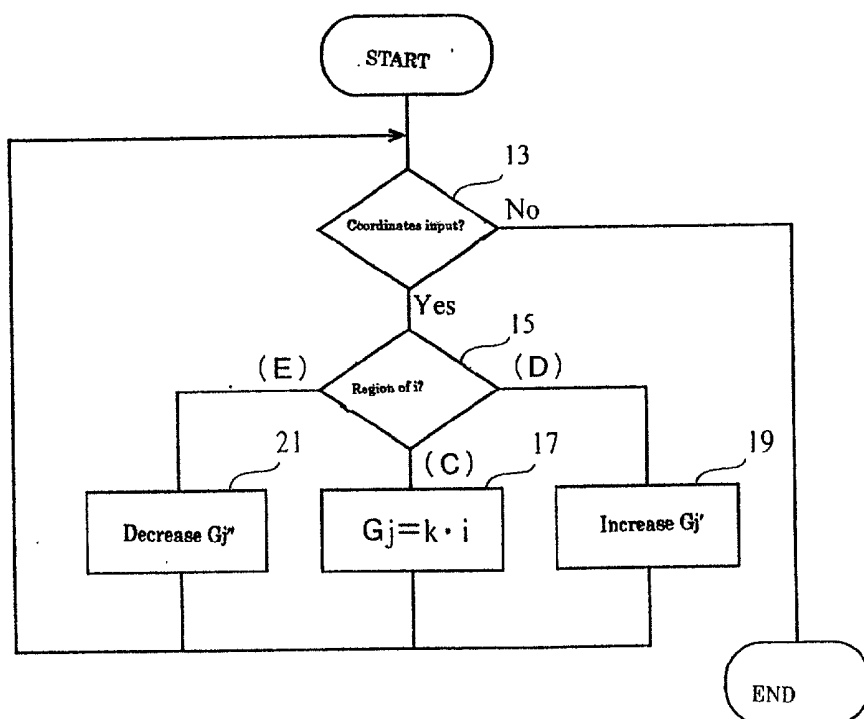 START
13
Coordinates input?
No
Yes
15
(E)
(D)
Region of i?
21
(C)
17
19
Decrease Gj"
Gj=k·i
Increase Gj'
END